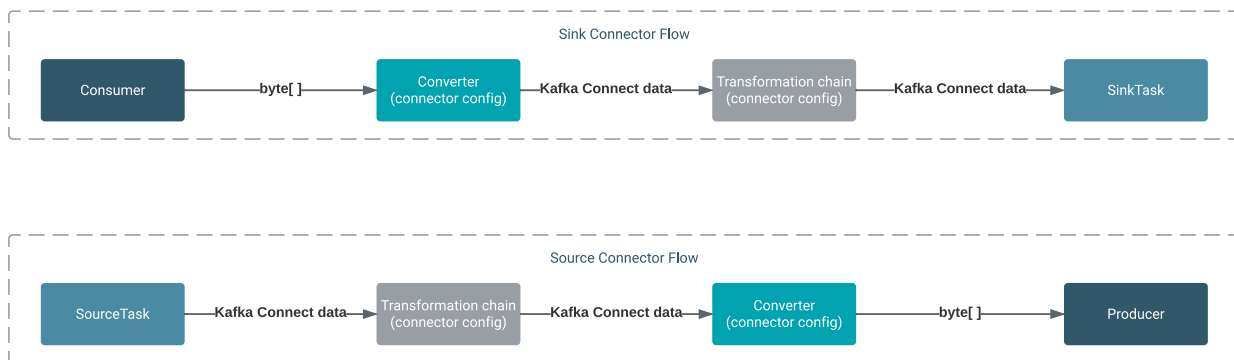 Sink Connector Flow
Consumer
byte[ ]
Converter
(connector config)
Kafka Connect data
Transformation chain
(connector config)
Kafka Connect data
SinkTask
Source Connector Flow
SourceTask
Kafka Connect data
Transformation chain
(connector config)
Kafka Connect data
Converter
(connector config)
byte[ ]
Producer